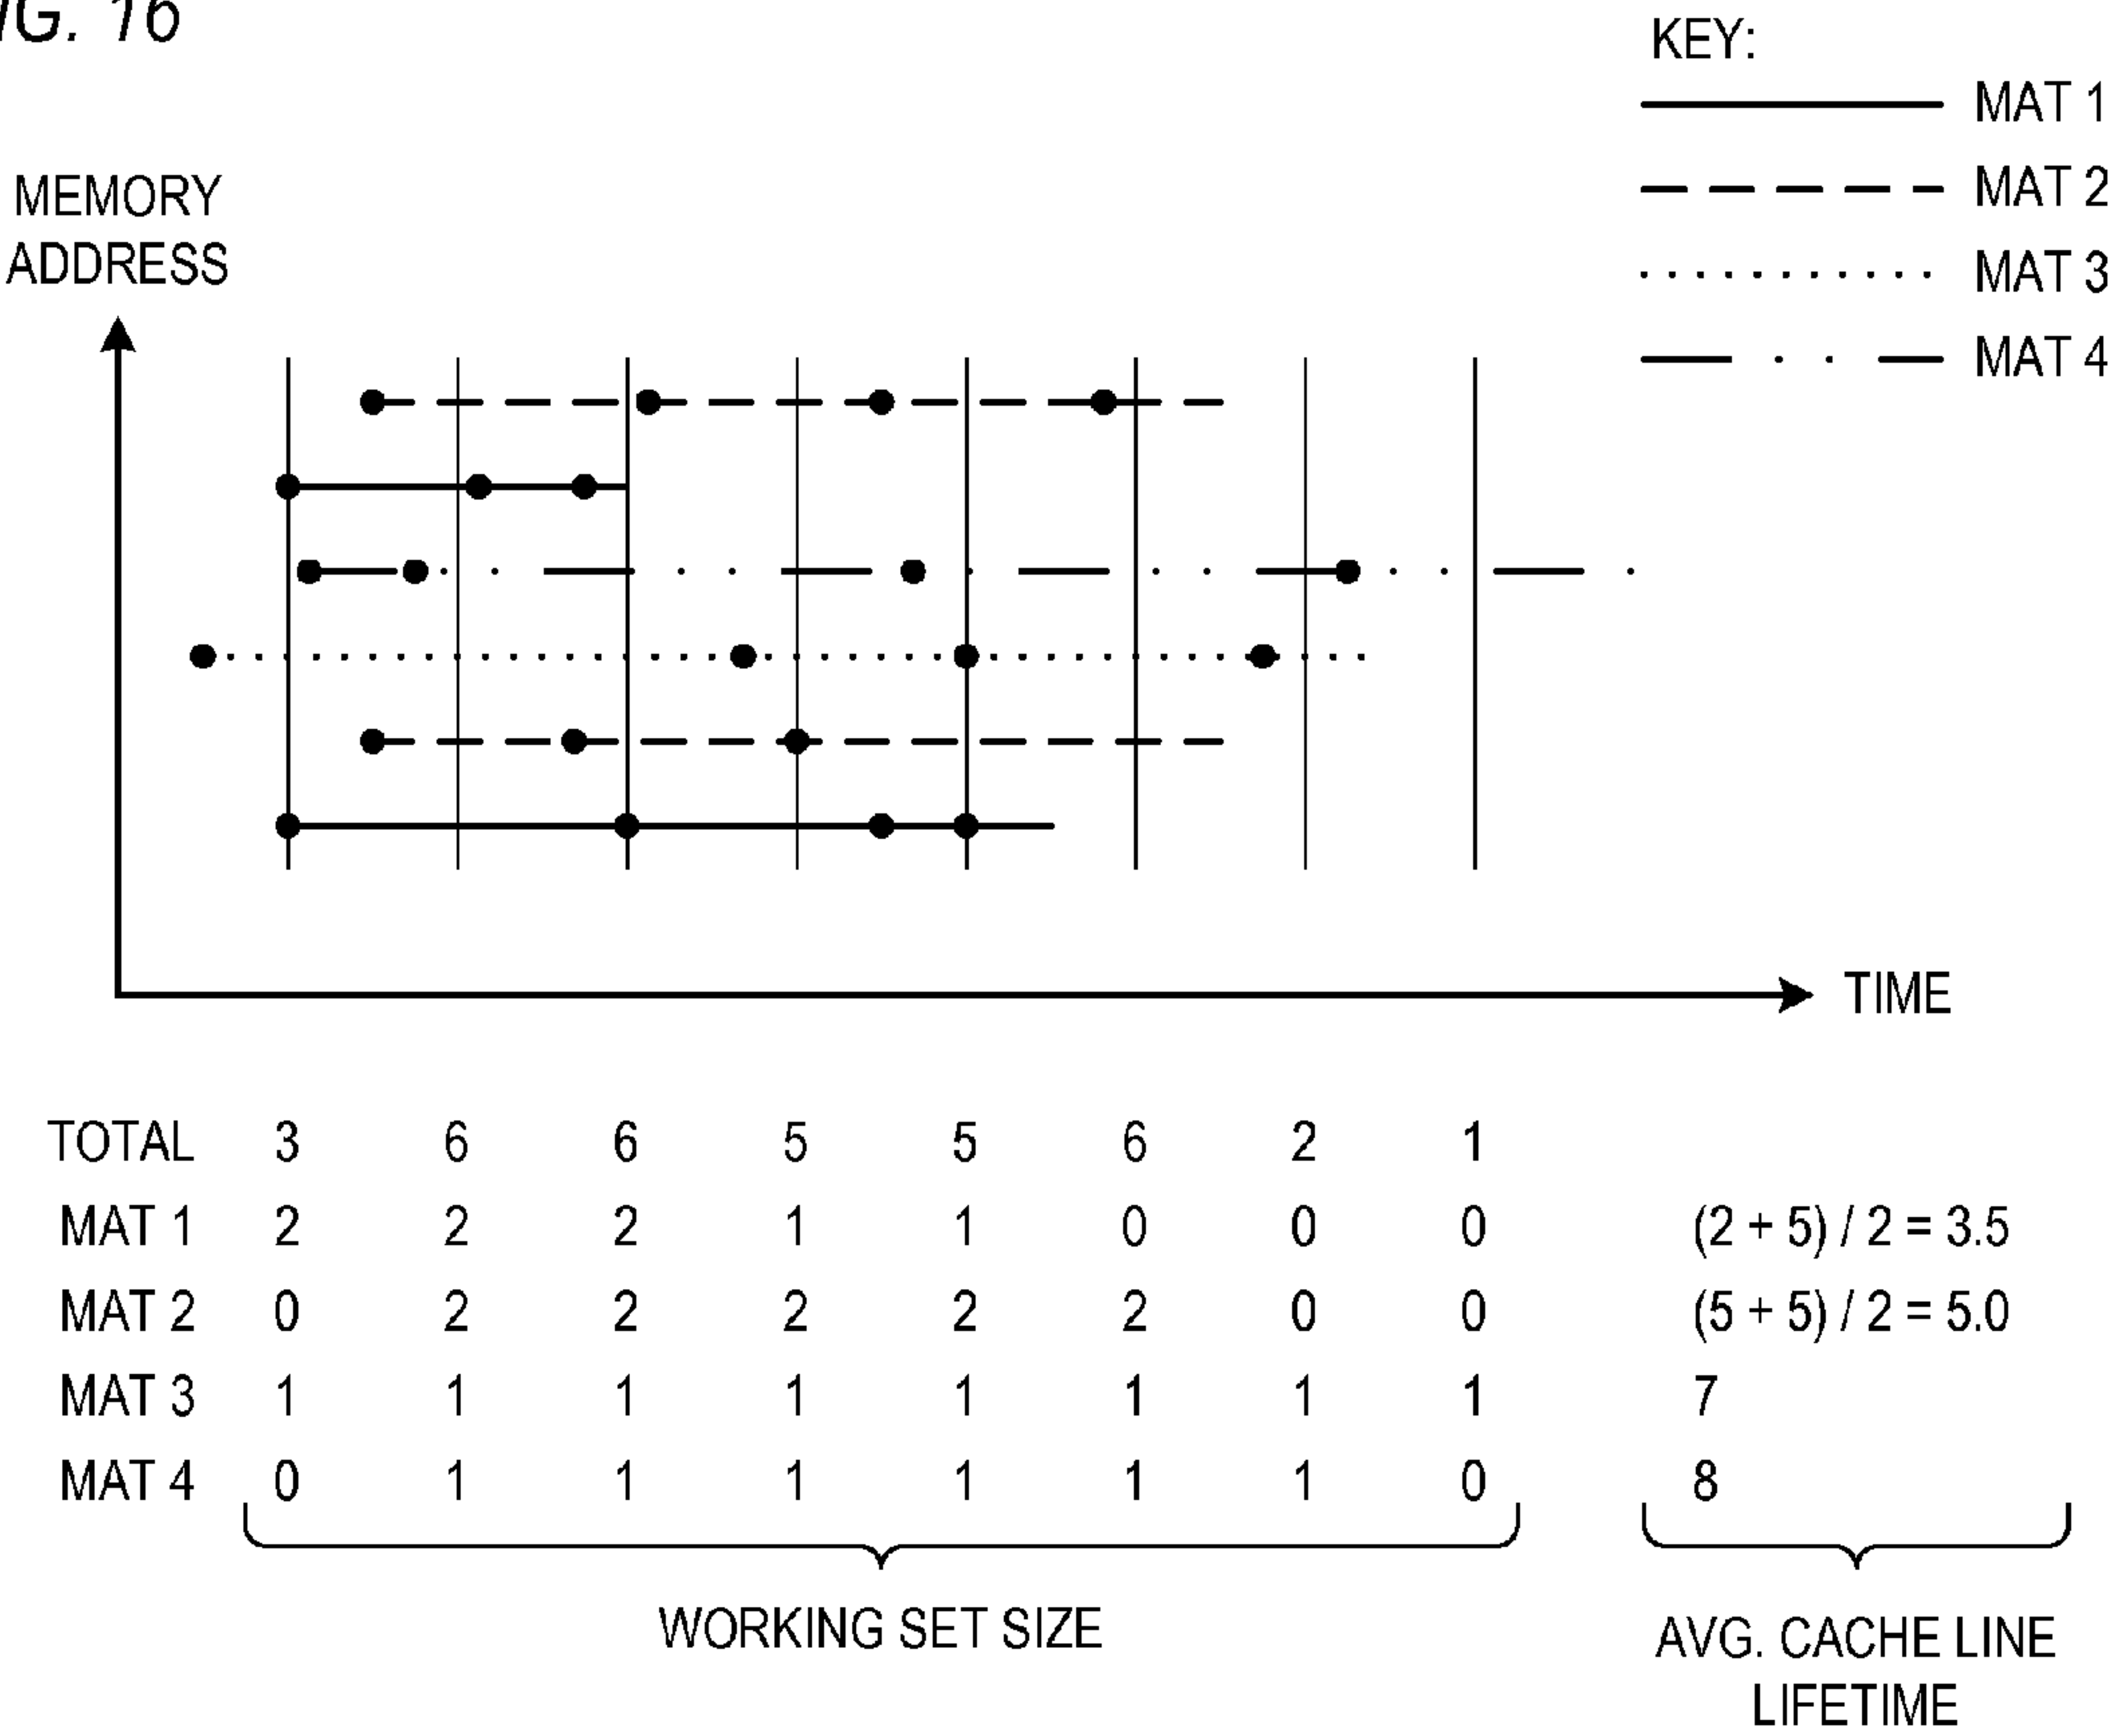 G. 16
KEY:
MAT 1
MAT 2
MAT 3
MAT 4
MEMORY
ADDRESS
TIME
TOTAL 3 6 6 5 5 6 2 1
MAT 1 2 2 2 1 1 0 0 0 (2 + 5) / 2 = 3.5
MAT 2 0 2 2 2 2 2 0 0 (5 + 5) / 2 = 5.0
MAT 3 1 1 1 1 1 1 1 1 7
MAT 4 0 1 1 1 1 1 1 0 8
WORKING SET SIZE
AVG. CACHE LINE
LIFETIME